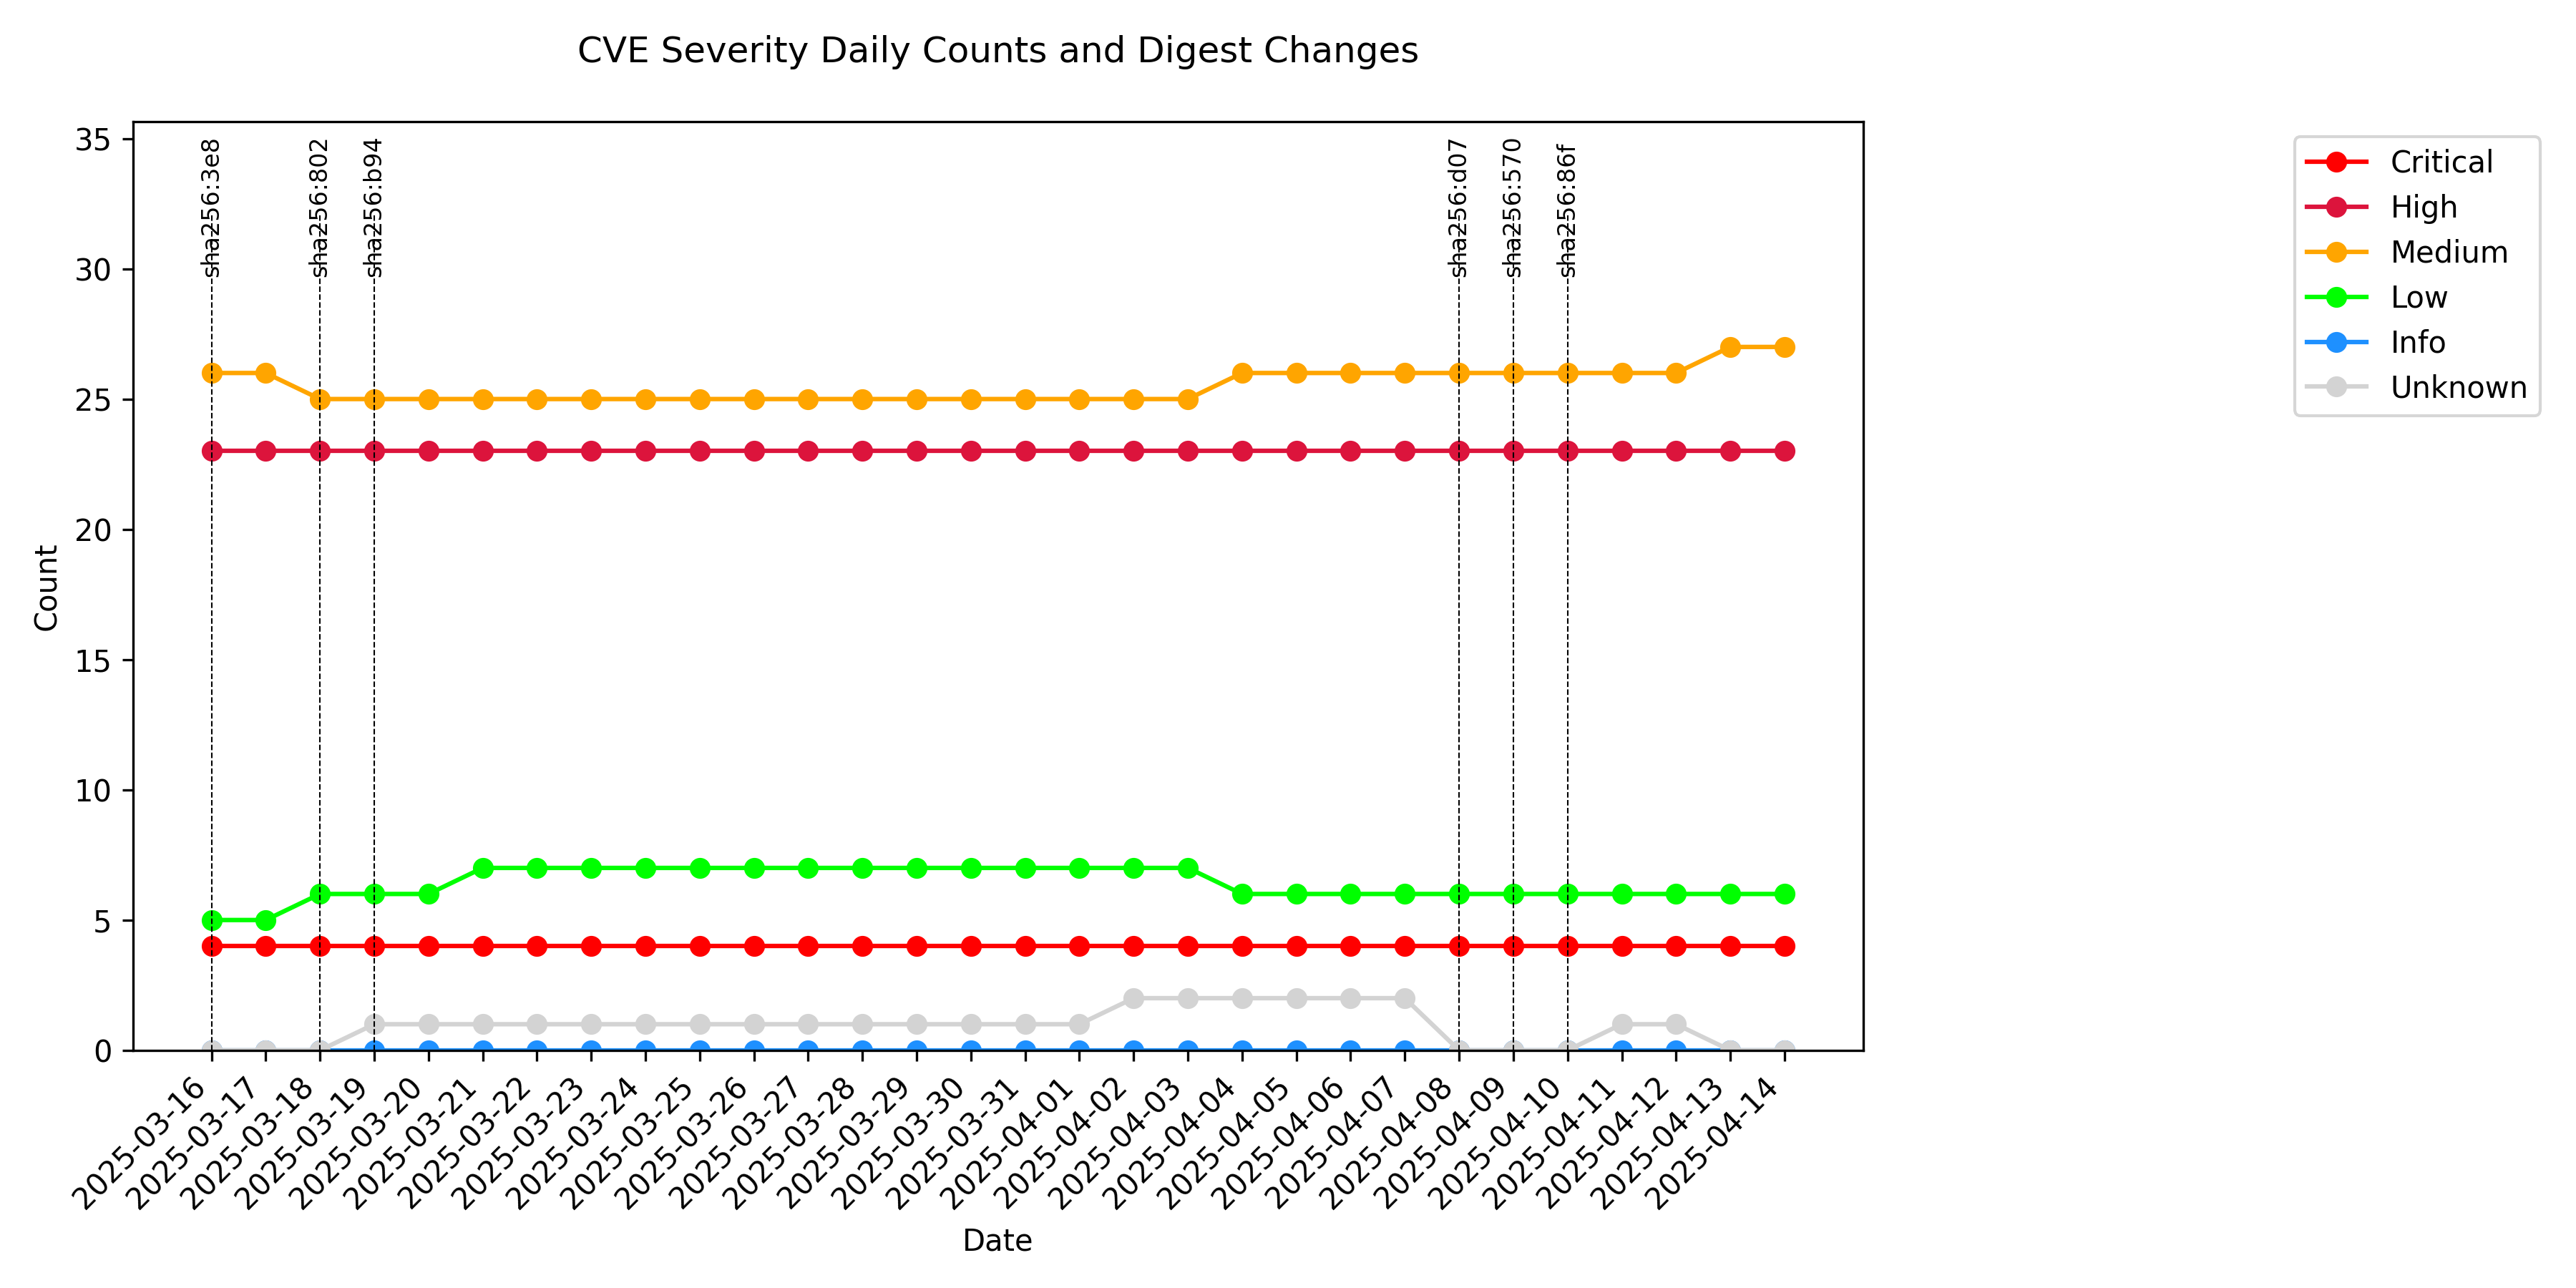 CVE Severity Daily Counts and Digest Changes
35
30
25
20
15
10
5
0
Count
sha256:3e8
sha256:802
sha256:b94
sha256:d07
sha256:570
sha256:86f
Critical
High
Medium
Low
Info
Unknown
2025-03-16
2025-03-17
2025-03-18
2025-03-19
2025-03-20
2025-03-21
2025-03-22
2025-03-23
2025-03-24
2025-03-25
2025-03-26
2025-03-27
2025-03-28
2025-03-29
2025-03-30
2025-03-31
2025-04-01
2025-04-02
2025-04-03
2025-04-04
2025-04-05
2025-04-06
2025-04-07
2025-04-08
2025-04-09
2025-04-10
2025-04-11
2025-04-12
2025-04-13
2025-04-14
Date